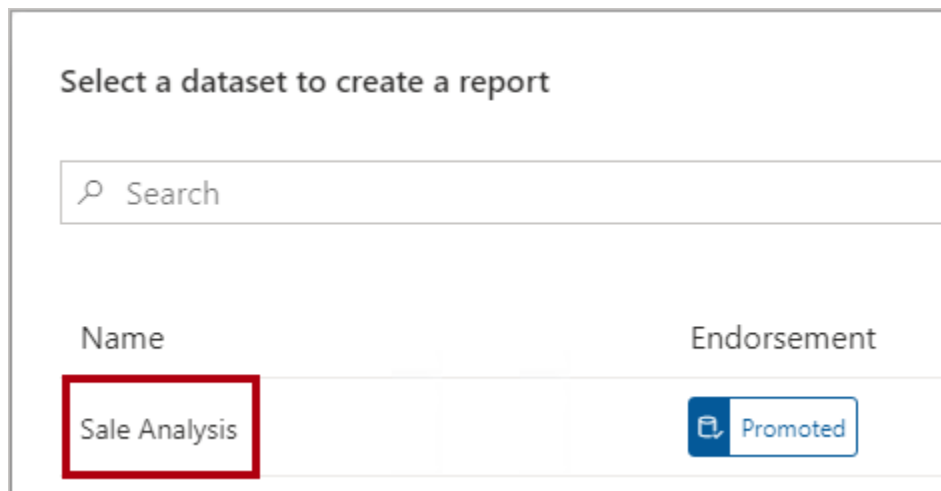 Select a dataset to create a report
Search
Name Endorsement
Sale Analysis Promoted